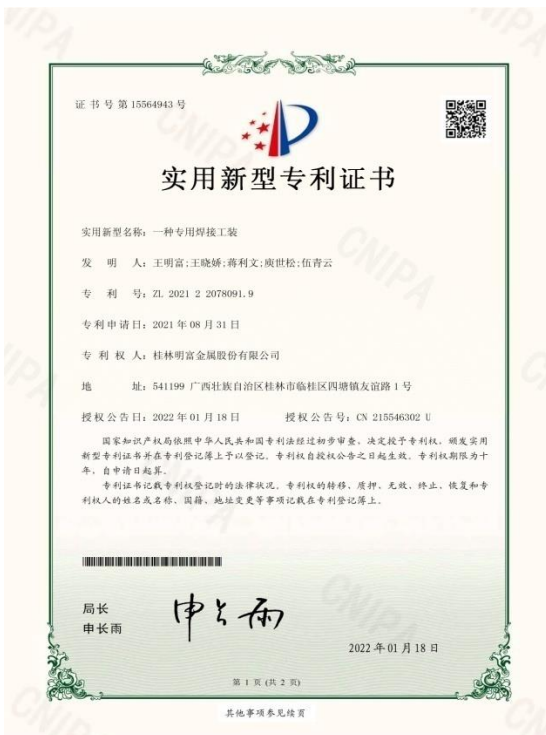 证书号第15564943号
实用新型专利证书
实用新型名称：一种专用焊接工装
发 明 人：王明富;王晓娇;蒋利文;庾世松;伍青云
专 利 号：ZL 2021 2 2078091.9
专利申请日：2021年08月31日
专 利 权 人：桂林明富金属股份有限公司
地 址：541199 广西壮族自治区桂林市临桂区四塘镇友谊路1号
授权公告日：2022年01月18日 授权公告号：CN 215546302 U
国家知识产权局依照中华人民共和国专利法经过初步审查，决定授予专利权，颁发实用
新型专利证书并在专利登记簿上予以登记。专利权自授权公告之日起生效。专利权期限为十
年，自申请日起算。
专利证书记载专利权登记时的法律状况。专利权的转移、质押、无效、终止、恢复和专
利权人的姓名或名称、国籍、地址变更等事项记载在专利登记簿上。
局长
申长雨
申长雨
2022年01月18日
第 1 页 (共 2 页)
其他事项参见续页
CNIPA
CNIPA
CNIPA
CNIPA
CNIPA